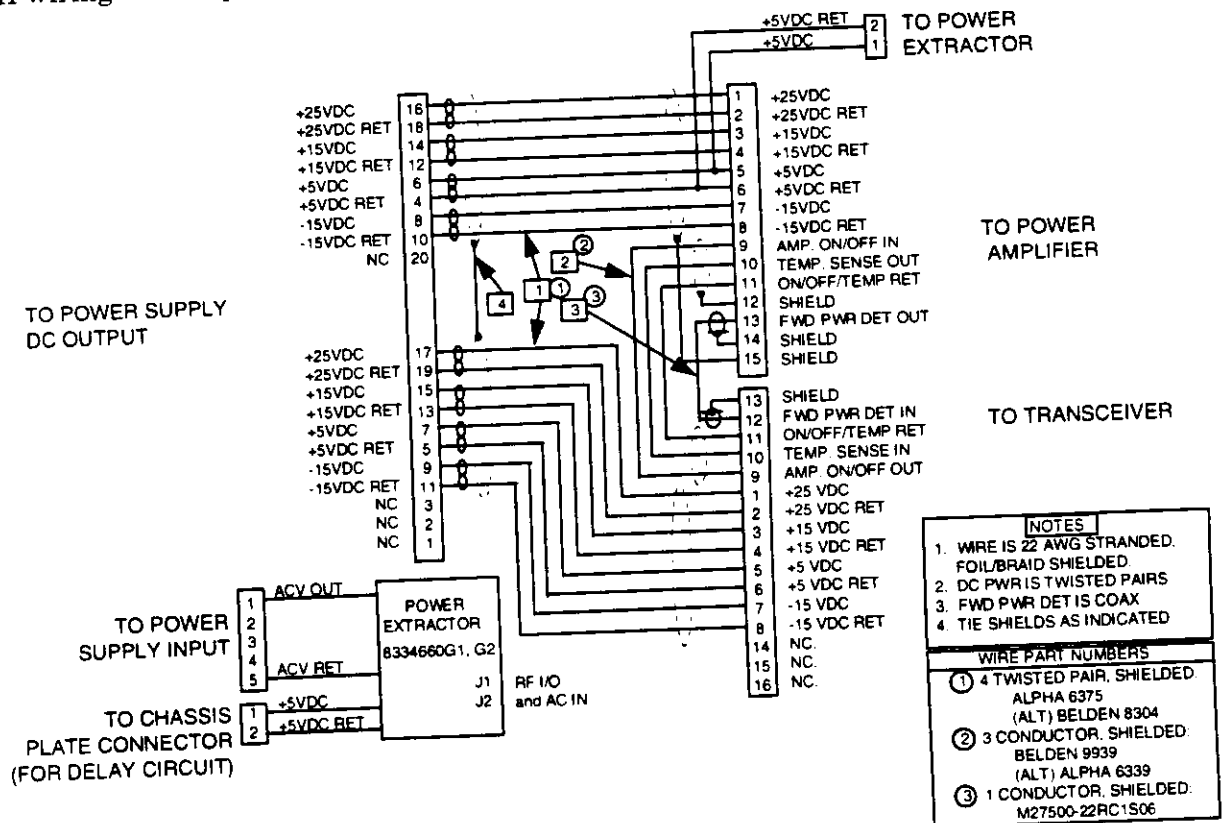 +5VDC RET 2 TO POWER
+5VDC 1 EXTRACTOR
+25VDC 16
+25VDC RET 18
+15VDC 14
+15VDC RET 12
+5VDC 6
+5VDC RET 4
-15VDC 8
-15VDC RET 10
NC 20
1 +25VDC
2 +25VDC RET
3 +15VDC
4 +15VDC RET
5 +5VDC
6 +5VDC RET
7 -15VDC
8 -15VDC RET
9 AMP. ON/OFF IN
10 TEMP. SENSE OUT
11 ON/OFF/TEMP RET
12 SHIELD
13 FWD PWR DET OUT
14 SHIELD
15 SHIELD
TO POWER
AMPLIFIER
2 2
4 1 1 3 3
TO POWER SUPPLY
DC OUTPUT
+25VDC 17
+25VDC RET 19
+15VDC 15
+15VDC RET 13
+5VDC 7
+5VDC RET 5
-15VDC 9
-15VDC RET 11
NC 3
NC 2
NC 1
13 SHIELD
12 FWD PWR DET IN
11 ON/OFF/TEMP RET
10 TEMP. SENSE IN
9 AMP. ON/OFF OUT
1 +25 VDC
2 +25 VDC RET
3 +15 VDC
4 +15 VDC RET
5 +5 VDC
6 +5 VDC RET
7 -15 VDC
8 -15 VDC RET
14 NC.
15 NC.
16 NC.
TO TRANSCEIVER
TO POWER
SUPPLY INPUT
1 ACV OUT
2
3
4
5 ACV RET
TO CHASSIS
PLATE CONNECTOR
(FOR DELAY CIRCUIT)
1 +5VDC
2 +5VDC RET
POWER
EXTRACTOR
8334660G1, G2
J1 RF I/O
J2 and AC IN
NOTES
1. WIRE IS 22 AWG STRANDED.
FOIL/BRAID SHIELDED.
2. DC PWR IS TWISTED PAIRS
3. FWD PWR DET IS COAX
4. TIE SHIELDS AS INDICATED
WIRE PART NUMBERS
1 4 TWISTED PAIR, SHIELDED:
ALPHA 6375
(ALT) BELDEN 8304
2 3 CONDUCTOR, SHIELDED:
BELDEN 9939
(ALT) ALPHA 6339
3 1 CONDUCTOR, SHIELDED:
M27500-22RC1S06